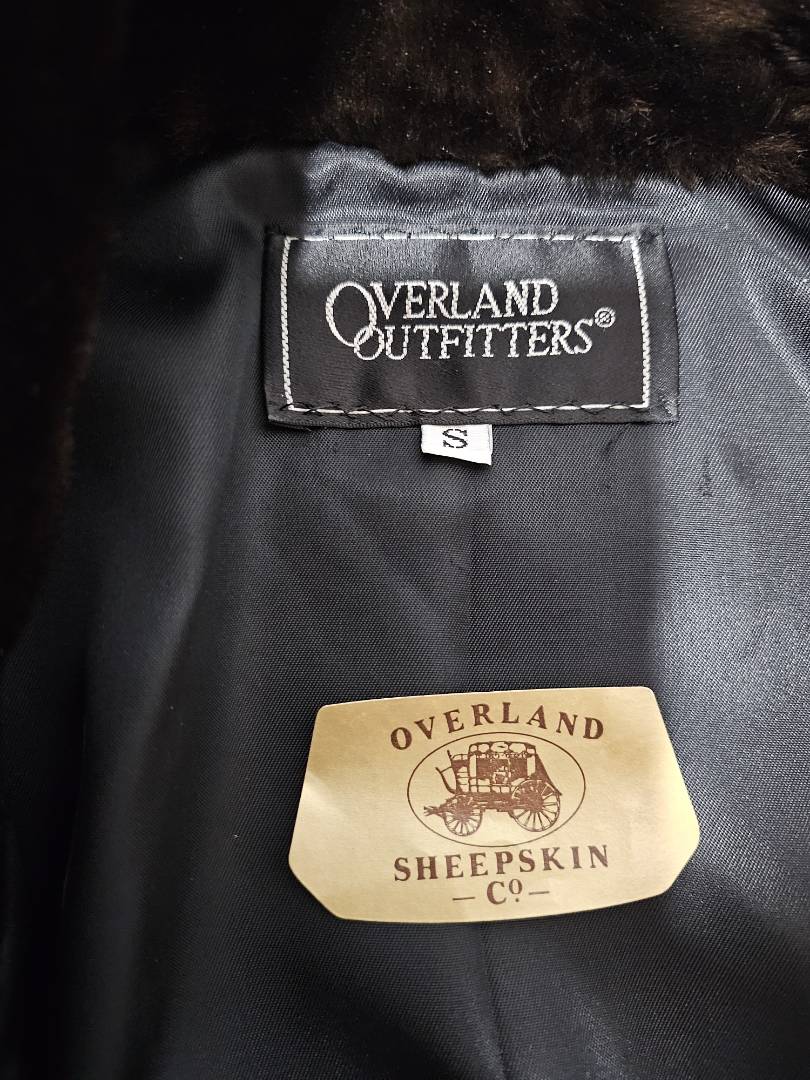 OVERLAND
OUTFITTERS®
S
OVERLAND
SHEEPSKIN
– Cº –